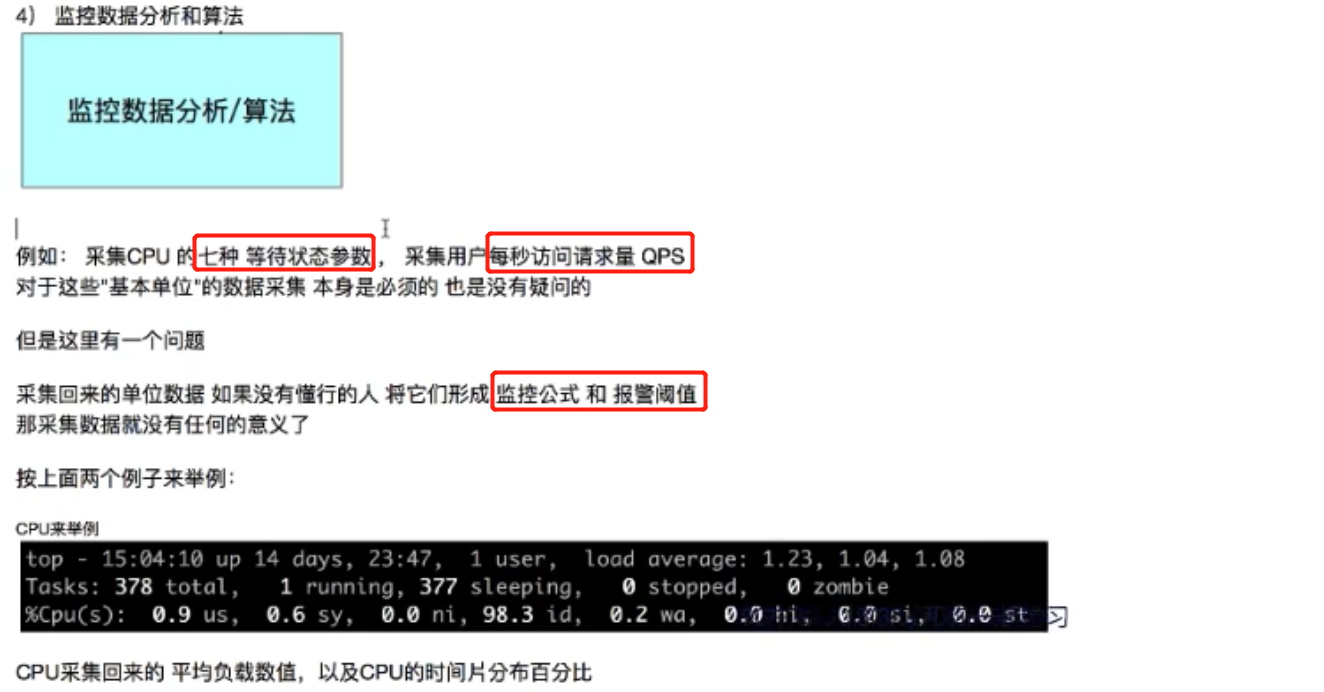 4） 监控数据分析和算法
监控数据分析/算法
例如： 采集CPU 的七种 等待状态参数， 采集用户每秒访问请求量 QPS
对于这些"基本单位"的数据采集 本身是必须的 也是没有疑问的
但是这里有一个问题
采集回来的单位数据 如果没有懂行的人 将它们形成 监控公式 和 报警阈值
那采集数据就没有任何的意义了
按上面两个例子来举例：
CPU来举例
top - 15:04:10 up 14 days, 23:47, 1 user, load average: 1.23, 1.04, 1.08
Tasks: 378 total, 1 running, 377 sleeping, 0 stopped, 0 zombie
%Cpu(s): 0.9 us, 0.6 sy, 0.0 ni, 98.3 id, 0.2 wa, 0.0 hi, 0.0 si, 0.0 st
CPU采集回来的 平均负载数值，以及CPU的时间片分布百分比